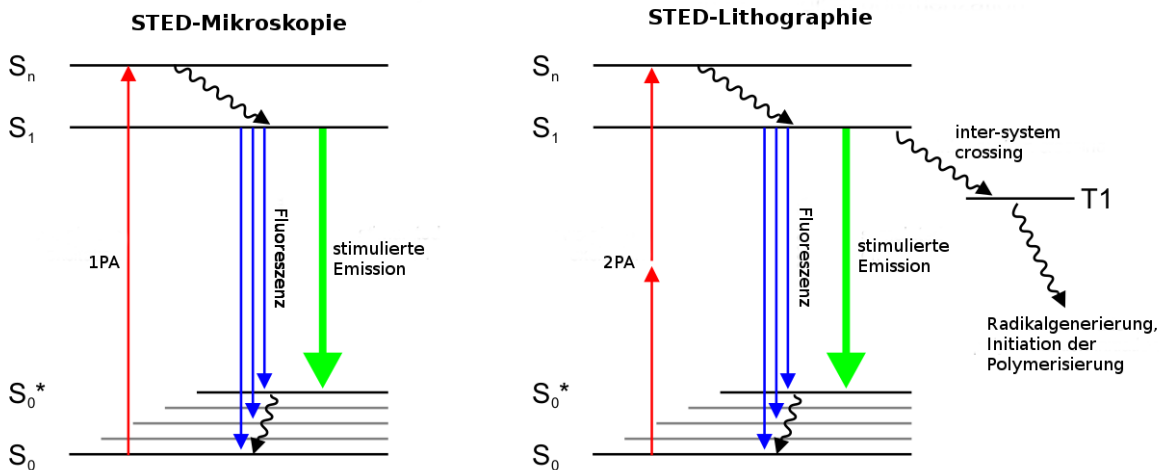 STED-Mikroskopie
Sn
S1
1PA
Fluoreszenz
stimulierte
Emission
S0*
S0
STED-Lithographie
Sn
S1
inter-system
crossing
T1
2PA
Fluoreszenz
stimulierte
Emission
Radikalgenerierung,
Initiation der
Polymerisierung
S0*
S0